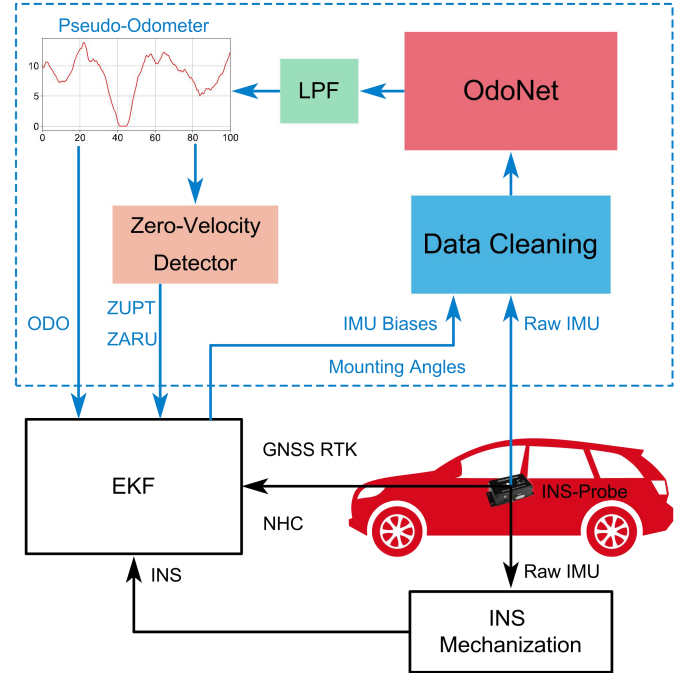 Pseudo-Odometer
10
5
0
0 20 40 60 80 100
LPF
OdoNet
Zero-Velocity
Detector
Data Cleaning
ODO
ZUPT
ZARU
IMU Biases
Raw IMU
Mounting Angles
EKF
GNSS RTK
NHC
INS-Probe
INS
Raw IMU
INS
Mechanization